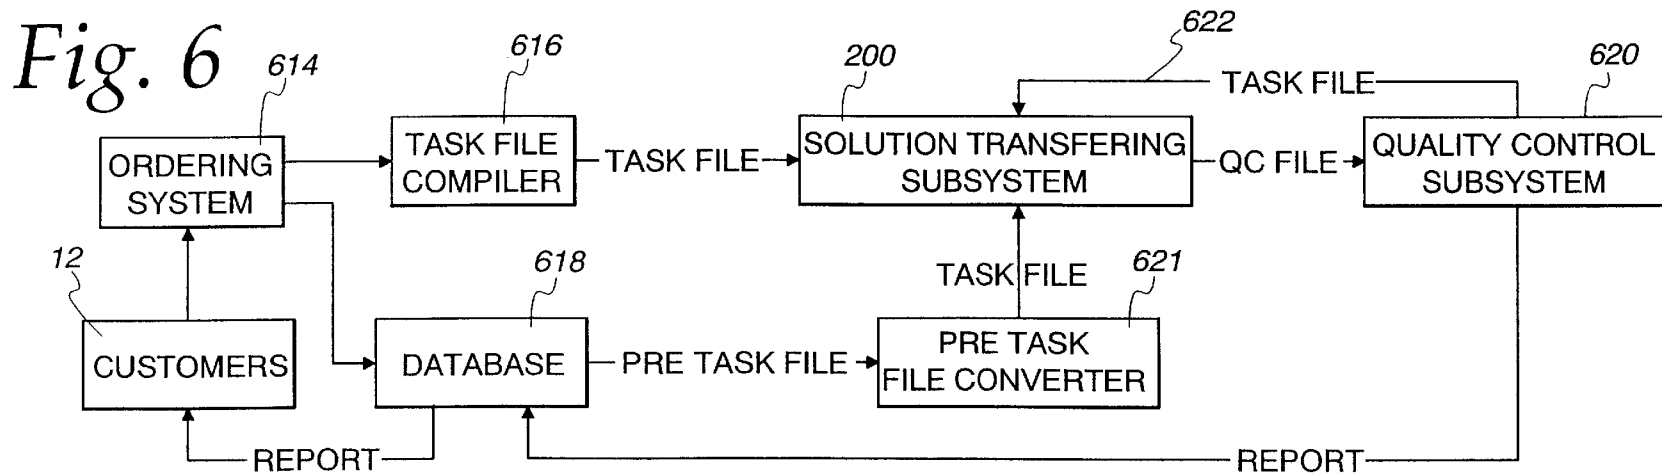 Fig. 6
614
616
200
622
620
TASK FILE
ORDERING
SYSTEM
TASK FILE
COMPILER
TASK FILE
SOLUTION TRANSFERING
SUBSYSTEM
QC FILE
QUALITY CONTROL
SUBSYSTEM
12
618
TASK FILE
621
CUSTOMERS
DATABASE
PRE TASK FILE
PRE TASK
FILE CONVERTER
REPORT
REPORT